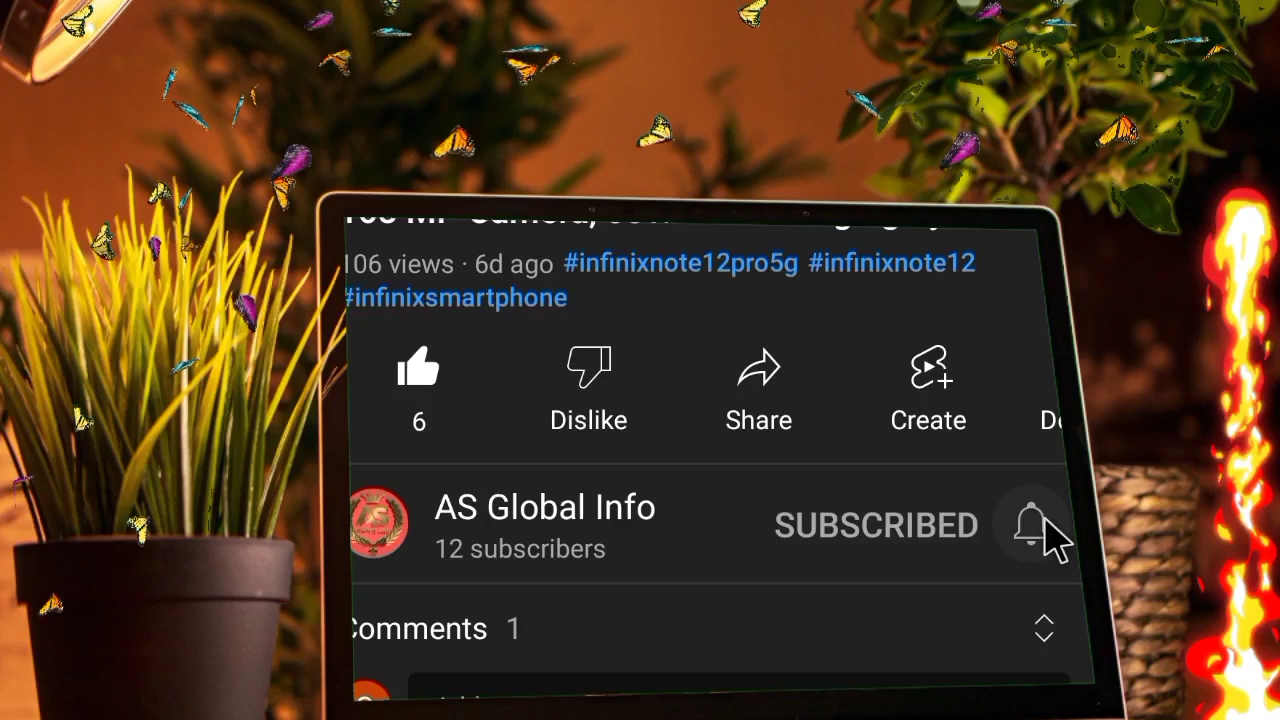 106 views · 6d ago #infinixnote12pro5g #infinixnote12
#infinixsmartphone
6 Dislike Share Create
AS Global Info SUBSCRIBED
12 subscribers
Comments 1